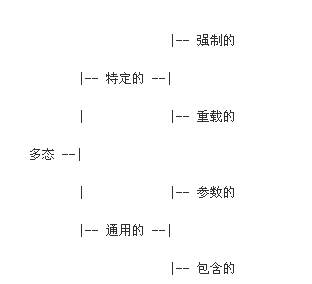 |-- 强制的
|-- 特定的 --|
|          |-- 重载的
多态 --|
|          |-- 参数的
|-- 通用的 --|
|-- 包含的